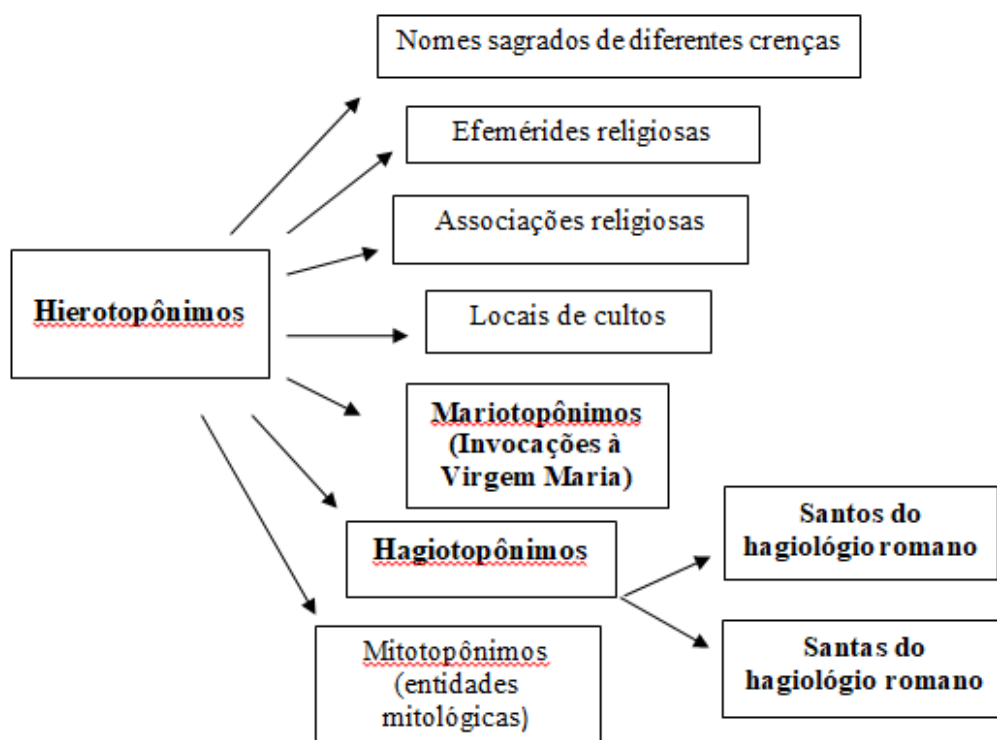 Nomes sagrados de diferentes crenças
Efemérides religiosas
Associações religiosas
Hierotopônimos
Locais de cultos
Mariotopônimos
(Invocações à
Virgem Maria)
Hagiotopônimos
Santos do
hagiológio romano
Santas do
hagiológio romano
Mitotopônimos
(entidades
mitológicas)